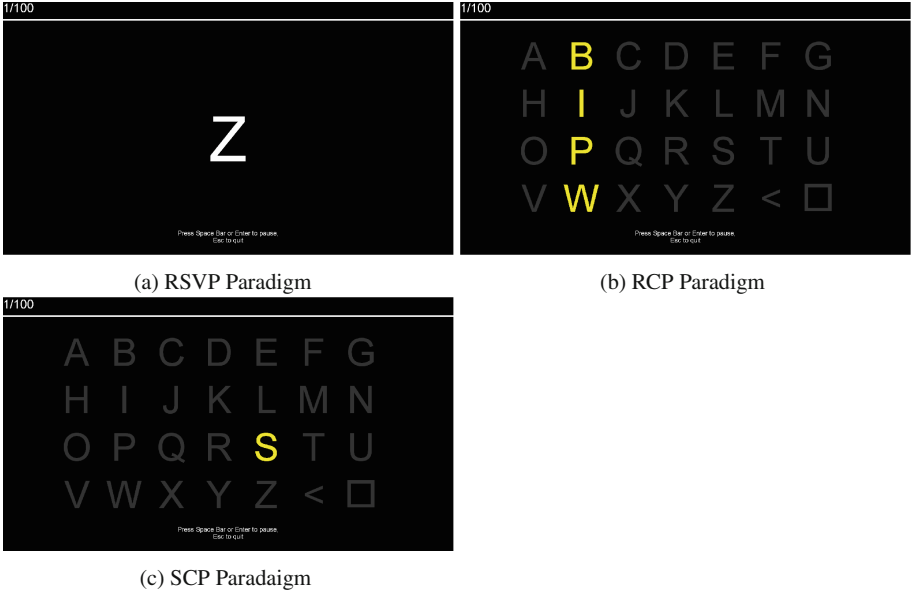 1/100
Z
Press Space Bar or Enter to pause.
Esc to quit
(a) RSVP Paradigm
1/100
A B C D E F G
H I J K L M N
O P Q R S T U
V W X Y Z < □
Press Space Bar or Enter to pause.
Esc to quit
(b) RCP Paradigm
1/100
A B C D E F G
H I J K L M N
O P Q R S T U
V W X Y Z < □
Press Space Bar or Enter to pause.
Esc to quit
(c) SCP Paradaigm